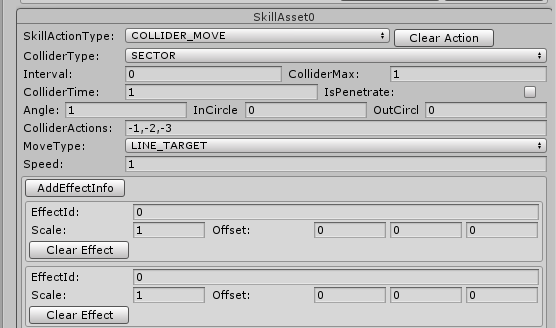 SkillAsset0
SkillActionType: COLLIDER_MOVE Clear Action
ColliderType: SECTOR
Interval: 0 ColliderMax: 1
ColliderTime: 1 IsPenetrate:
Angle: 1 InCircle 0 OutCircl 0
ColliderActions: -1,-2,-3
MoveType: LINE_TARGET
Speed: 1
AddEffectInfo
EffectId: 0
Scale: 1 Offset: 0 0 0
Clear Effect
EffectId: 0
Scale: 1 Offset: 0 0 0
Clear Effect